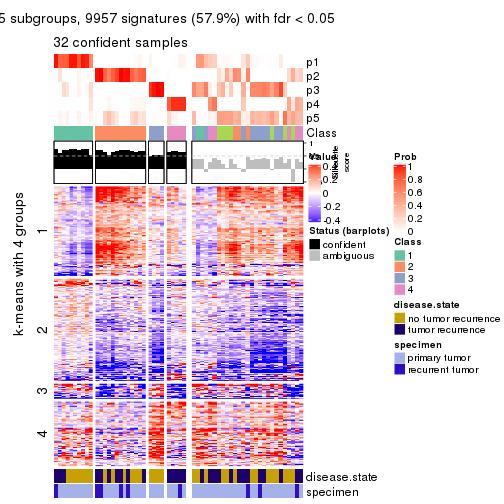 5 subgroups, 9957 signatures (57.9%) with fdr < 0.05
32 confident samples
p1
p2
p3
p4
p5
Class
1
Silhouette
score
k-means with 4 groups
1
2
3
4
disease.state
specimen
Value
0
-0.2
-0.4
Status (barplots)
confident
ambiguous
Prob
1
0.8
0.6
0.4
0.2
0
Class
1
2
3
4
disease.state
no tumor recurrence
tumor recurrence
specimen
primary tumor
recurrent tumor